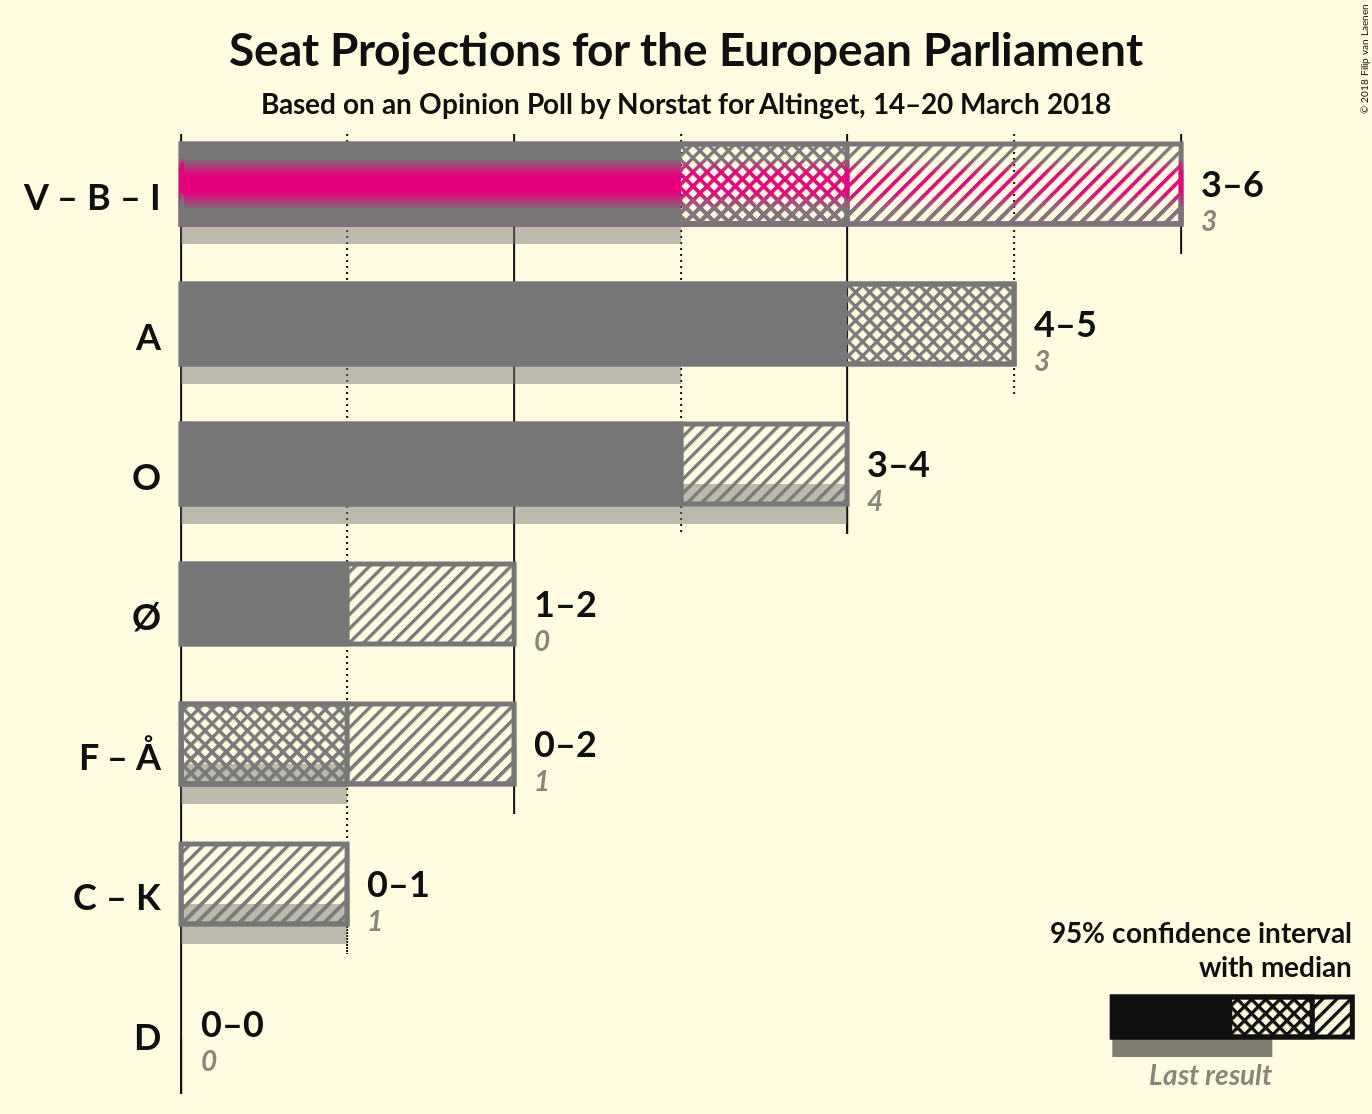 Seat Projections for the European Parliament
Based on an Opinion Poll by Norstat for Altinget, 14–20 March 2018
© 2018 Filip van Laenen
V – B – I
3–6
3
A
4–5
3
O
3–4
4
Ø
1–2
0
F – Å
0–2
1
C – K
0–1
1
D
0–0
0
95% confidence interval
with median
Last result